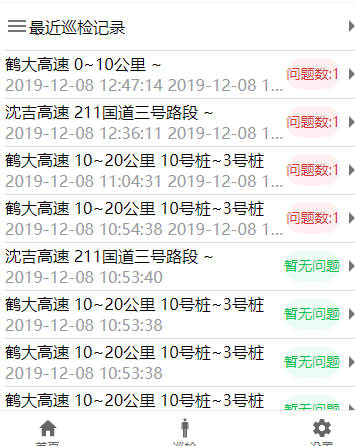 最近巡检记录
鹤大高速 0~10公里 ~
2019-12-08 12:47:14 2019-12-08 1...
问题数:1
沈吉高速 211国道三号路段 ~
2019-12-08 12:36:11 2019-12-08 1...
问题数:1
鹤大高速 10~20公里 10号桩~3号桩
2019-12-08 11:04:31 2019-12-08 1...
问题数:1
鹤大高速 10~20公里 10号桩~3号桩
2019-12-08 10:54:38 2019-12-08 1...
问题数:1
沈吉高速 211国道三号路段 ~
2019-12-08 10:53:40
暂无问题
鹤大高速 10~20公里 10号桩~3号桩
2019-12-08 10:53:38
暂无问题
鹤大高速 10~20公里 10号桩~3号桩
2019-12-08 10:53:38
暂无问题
鹤大高速 10~20公里 10号桩~3号桩
暂无问题
首页
巡检
设置